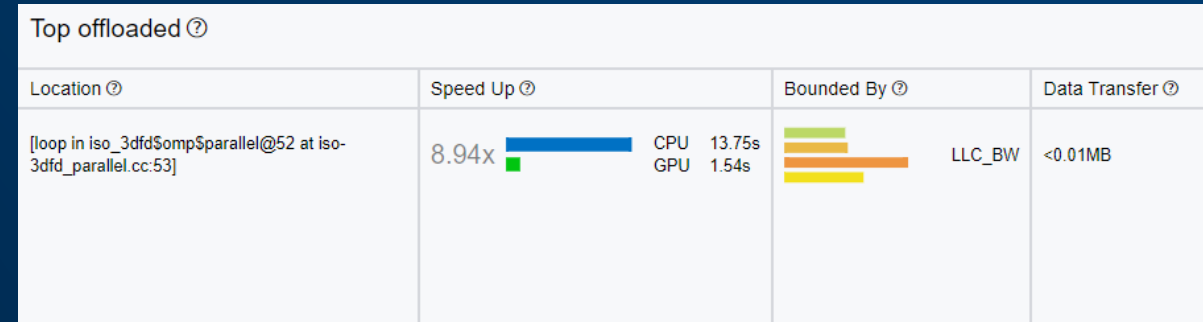 Top offloaded ?
Location ? Speed Up ? Bounded By ? Data Transfer ?
[loop in iso_3dfd$omp$parallel@52 at iso-
3dfd_parallel.cc:53]
8.94x
CPU 13.75s
GPU 1.54s
LLC_BW
<0.01MB